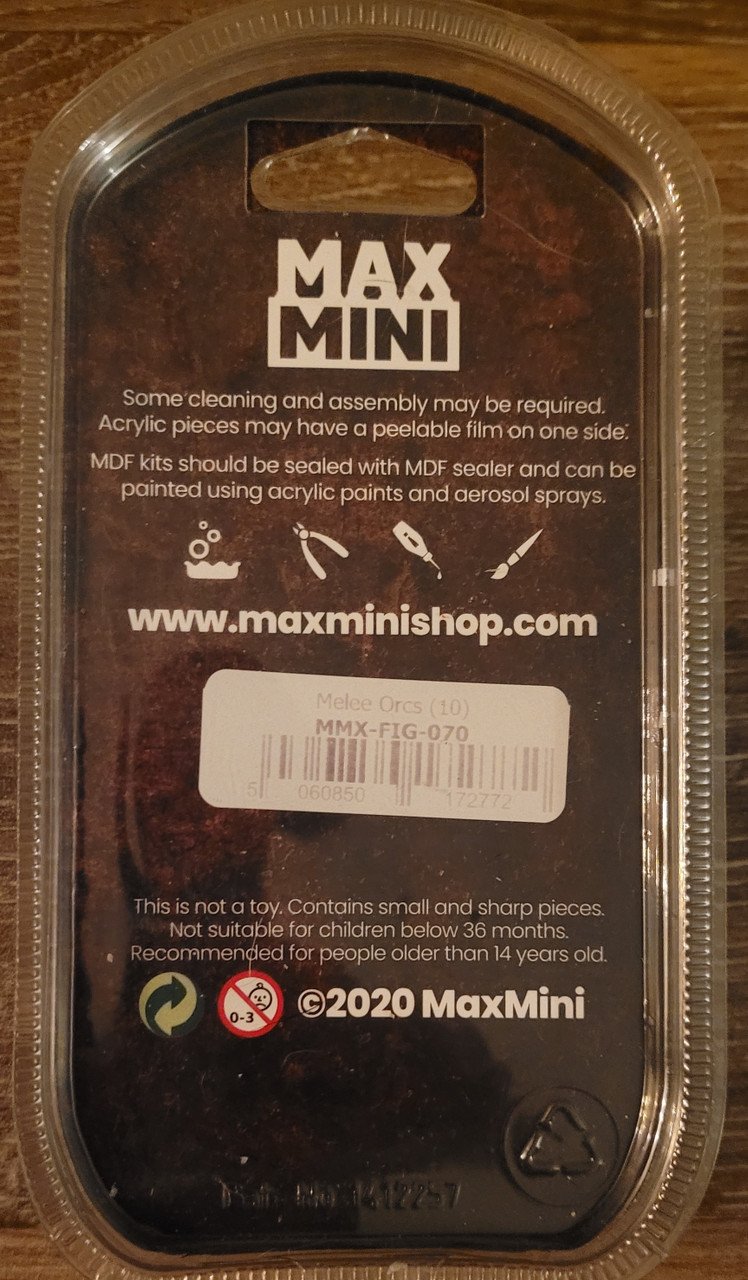 MAX
MINI
Some cleaning and assembly may be required.
Acrylic pieces may have a peelable film on one side.
MDF kits should be sealed with MDF sealer and can be
painted using acrylic paints and aerosol sprays.
www.maxminishop.com
Melee Orcs (10)
MMX-FIG-070
5 060850 172772
This is not a toy. Contains small and sharp pieces.
Not suitable for children below 36 months.
Recommended for people older than 14 years old.
0-3
©2020 MaxMini
1412257